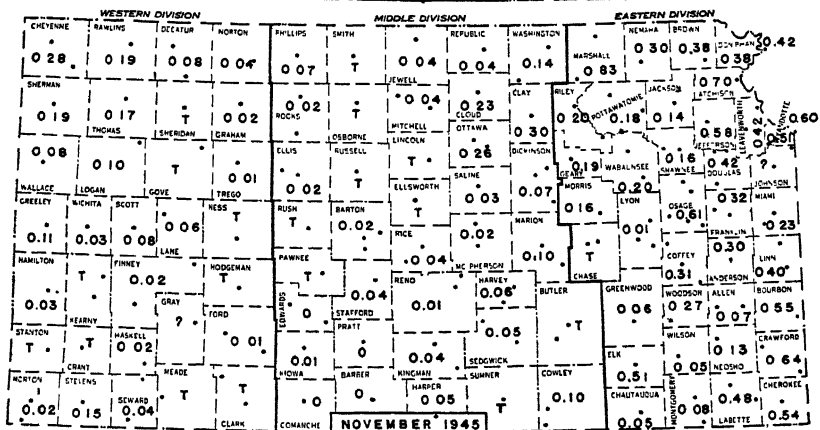 WESTERN DIVISION MIDDLE DIVISION EASTERN DIVISION
CHEYENNE RAWLINS DECATUR NORTON PHILLIPS SMITH REPUBLIC WASHINGTON NEMAHA BROWN DONIPHAN 0.42
0.28 0.19 0.08 0.04 0.07 T 0.04 0.04 0.14 MARSHALL 0.83 0.30 0.38 0.38
SHERMAN JEWELL CLAY RILEY POTTAWATOMIE JACKSON 0.70 ATCHISON
0.19 0.17 T 0.02 0.02 T 0.04 0.23 0.20 0.18 0.14 0.60
THOMAS SHERIDAN GRAHAM ROCKS OSBORNE MITCHELL CLOUD 0.30 0.58 JEFFERSON LEAVENWORTH 0.42
0.08 0.10 T 0.01 ELLIS RUSSELL LINCOLN OTTAWA 0.26 DICKINSON 0.19 GEARY WABAUNSEE 0.16 SHAWNEE 0.42 DOUGLAS ?
WALLACE LOGAN GOVE TREGO 0.02 T T ELLSWORTH SALINE 0.03 0.07 MORRIS 0.16 0.20 JOHNSON
GREELEY WICHITA SCOTT NESS RUSH BARTON MARION LYON OSAGE 0.32 MIAMI
0.11 0.03 0.08 0.06 T T 0.02 RICE 0.02 0.01 0.61 FRANKLIN 0.23
LANE PAWNEE 0.04 MC PHERSON 0.10 T CHASE COFFEY 0.30 LINN
HAMILTON T FINNEY 0.02 HODGEMAN T T RENO HARVEY BUTLER 0.31 ANDERSON 0.40
0.03 KEARNY GRAY ? T EDWARDS 0 0.04 STAFFORD 0.01 0.06 GREENWOOD WOODSON ALLEN BOURBON
STANTON HASKELL FORD PRATT 0.05 T 0.06 0.27 0.07 0.55
T T GRANT 0.02 0.01 0.01 0 0.04 SEDGWICK ELK WILSON 0.13 CRAWFORD
MORTON STEVENS MEADE KIOWA BARBER KINGMAN SUMNER COWLEY 0.51 0.05 NEOSHO 0.64
0.02 0.15 SEWARD 0.04 T T CLARK 0 COMANCHE 0 HARPER 0.05 T 0.10 CHAUTAUQUA 0.05 MONTGOMERY 0.08 0.48 LABETTE CHEROKEE 0.54
NOVEMBER 1945